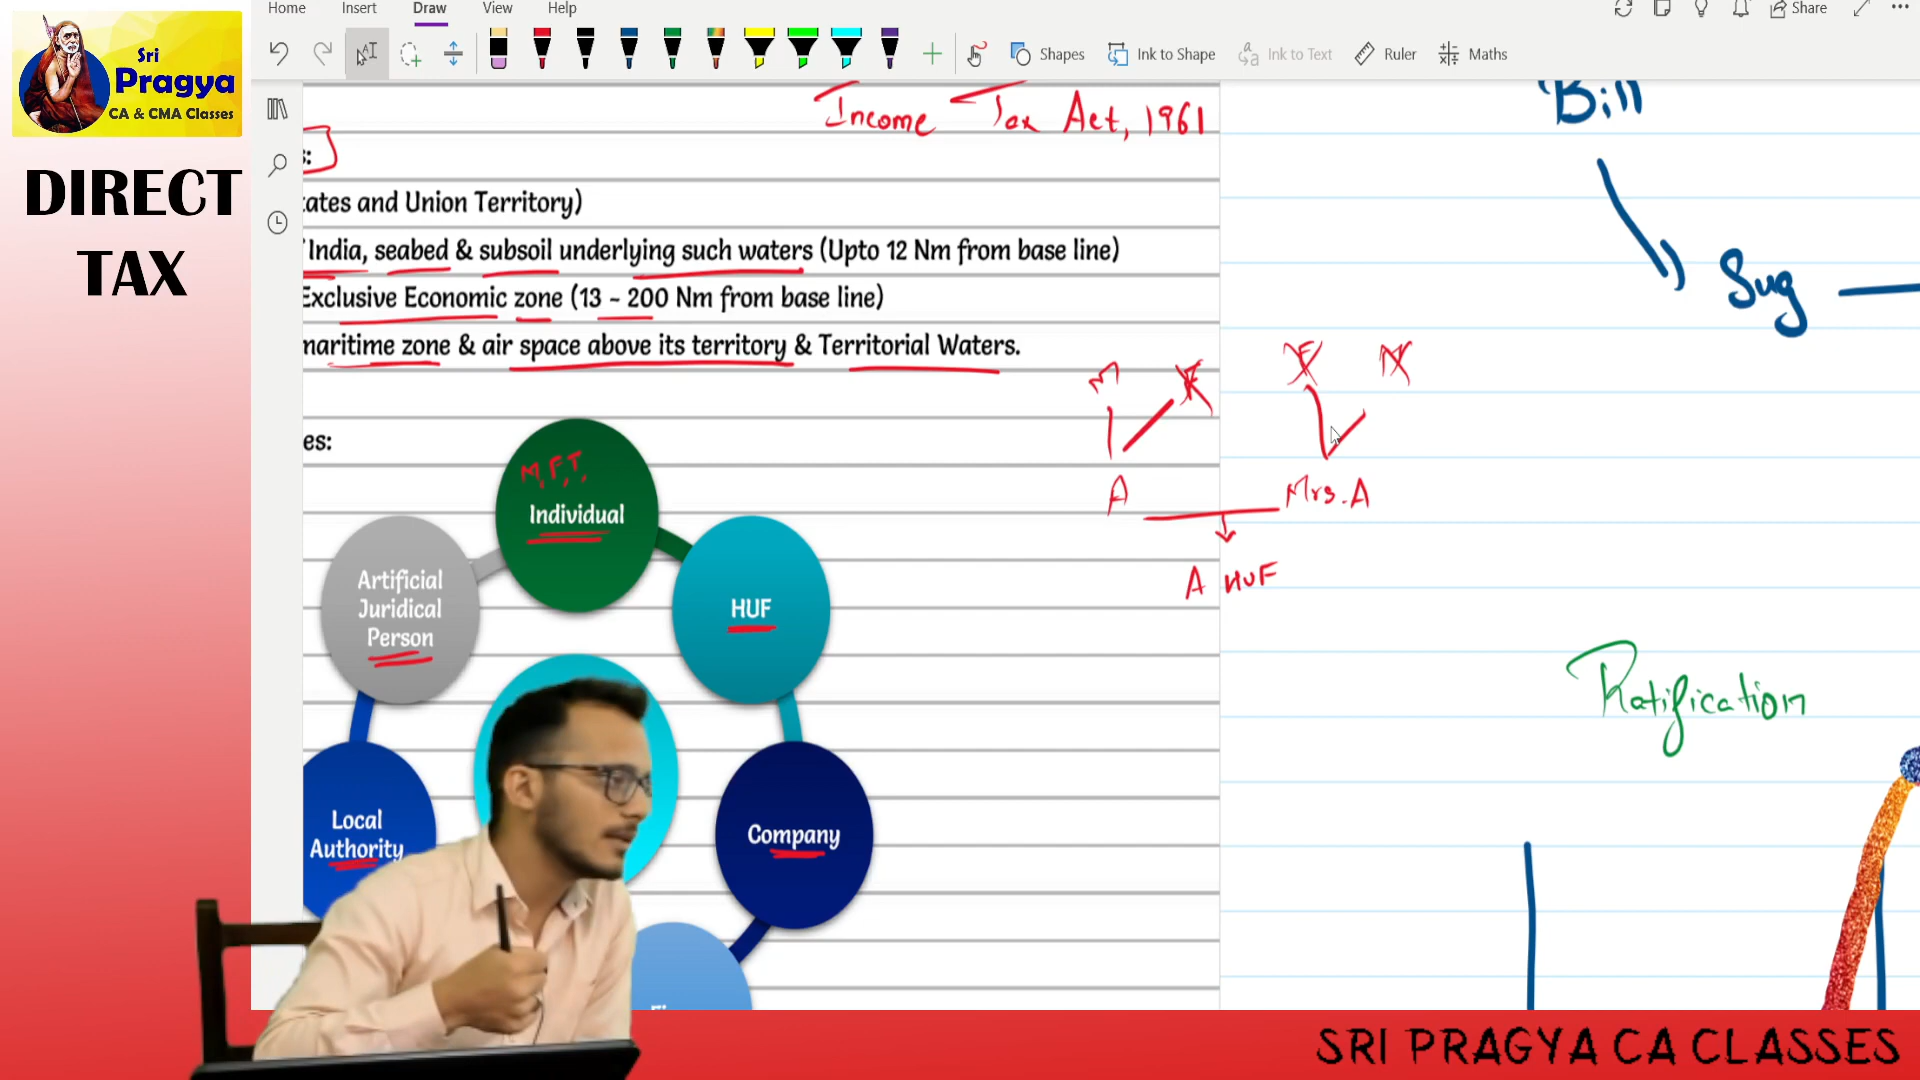 Sri
Pragya
CA & CMA Classes
DIRECT
TAX
Home Insert Draw View Help
Share
Shapes Ink to Shape Ink to Text Ruler Maths
Income Tax Act, 1961
s:
tates and Union Territory)
f India, seabed & subsoil underlying such waters (Upto 12 Nm from base line)
Exclusive Economic zone (13 - 200 Nm from base line)
maritime zone & air space above its territory & Territorial Waters.
es:
M, F, T,
Individual
HUF
Company
Artificial
Juridical
Person
Local
Authority
M F F M
A Mrs. A
A HUF
Bill
Sug
Ratification
SRI PRAGYA CA CLASSES